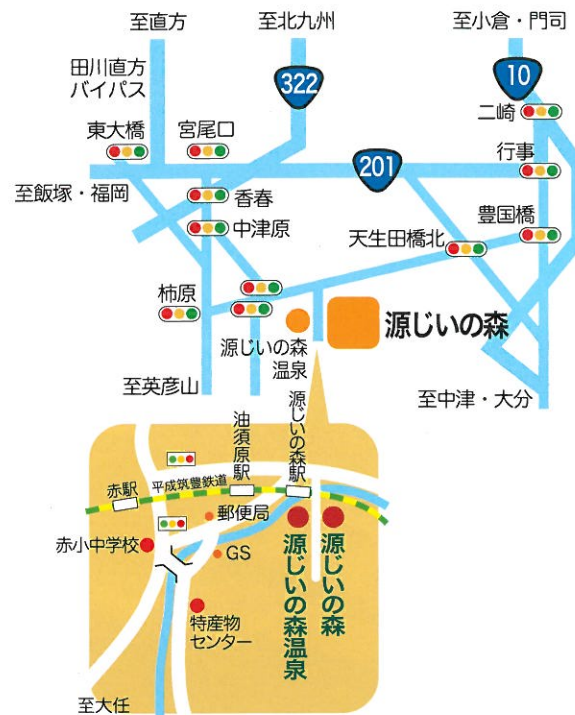 至直方
至北九州
至小倉・門司
田川直方
バイパス
322
10
二崎
東大橋
宮尾口
行事
201
至飯塚・福岡
香春
中津原
豊国橋
天生田橋北
柿原
源じいの森
源じいの森
温泉
至英彦山
至中津・大分
源じいの森駅
油須原駅
平成筑豊鉄道
赤駅
郵便局
赤小中学校
GS
源じいの森温泉
源じいの森
特産物
センター
至大任